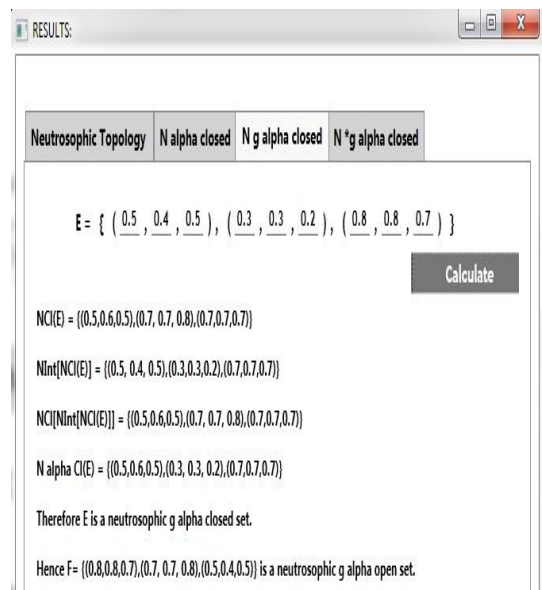 RESULTS:
Neutrosophic Topology N alpha closed N g alpha closed N *g alpha closed
E = { ( 0.5 , 0.4 , 0.5 ), ( 0.3 , 0.3 , 0.2 ), ( 0.8 , 0.8 , 0.7 ) }
Calculate
NCl(E) = {(0.5,0.6,0.5),(0.7, 0.7, 0.8),(0.7,0.7,0.7)}
NInt[NCl(E)] = {(0.5, 0.4, 0.5),(0.3,0.3,0.2),(0.7,0.7,0.7)}
NCl[NInt[NCl(E)]] = {(0.5,0.6,0.5),(0.7, 0.7, 0.8),(0.7,0.7,0.7)}
N alpha Cl(E) = {(0.5,0.6,0.5),(0.3, 0.3, 0.2),(0.7,0.7,0.7)}
Therefore E is a neutrosophic g alpha closed set.
Hence F= {(0.8,0.8,0.7),(0.7, 0.7, 0.8),(0.5,0.4,0.5)} is a neutrosophic g alpha open set.